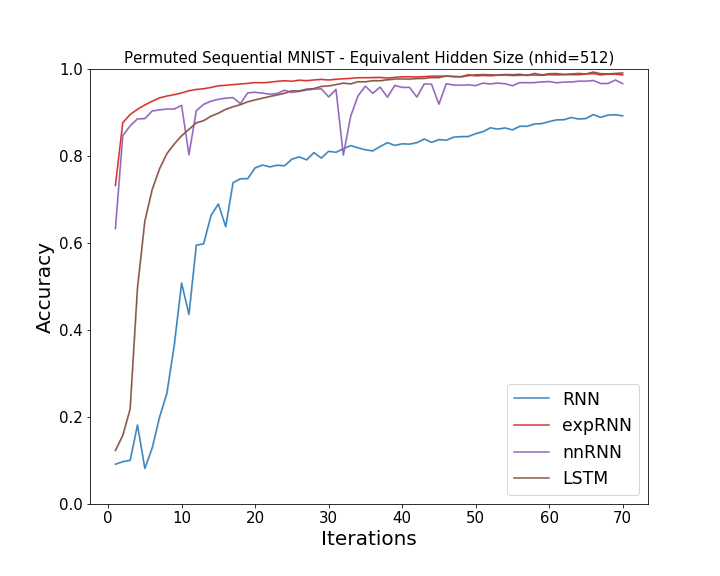 Permuted Sequential MNIST - Equivalent Hidden Size (nhid=512)
1.0
0.8
0.6
0.4
0.2
0.0
Accuracy
0 10 20 30 40 50 60 70
Iterations
RNN
expRNN
nnRNN
LSTM